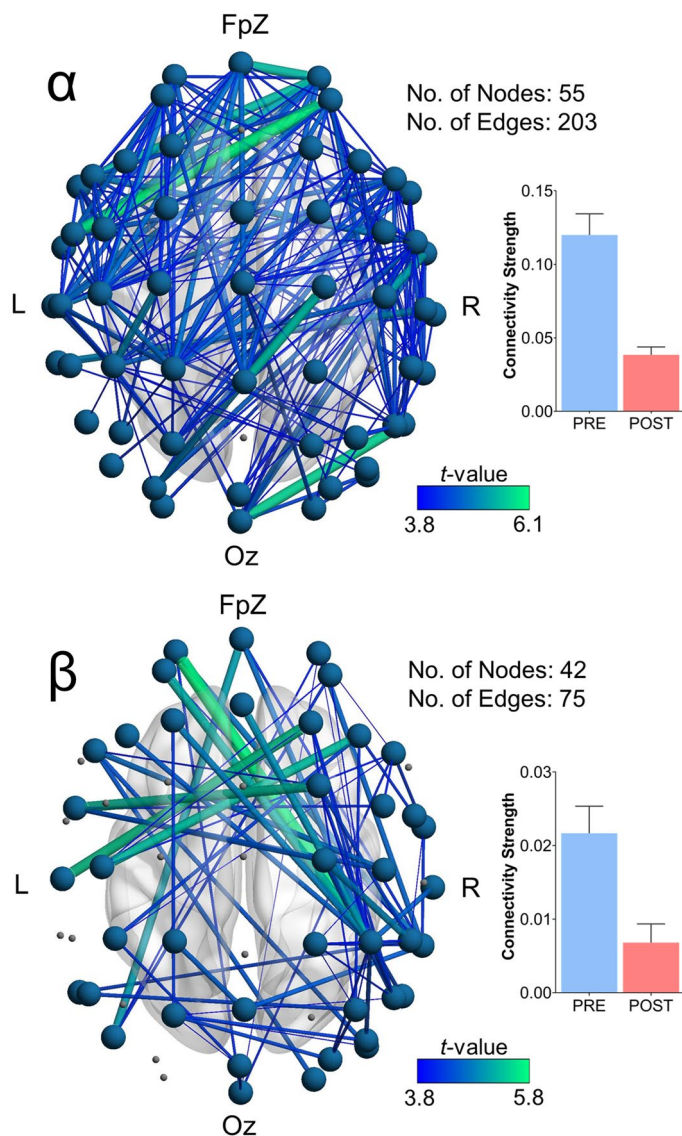 FpZ
α
No. of Nodes: 55
No. of Edges: 203
L
R
Connectivity Strength
0.15
0.10
0.05
0.00
PRE
POST
t-value
3.8
6.1
Oz
FpZ
β
No. of Nodes: 42
No. of Edges: 75
L
R
Connectivity Strength
0.03
0.02
0.01
0.00
PRE
POST
t-value
3.8
5.8
Oz